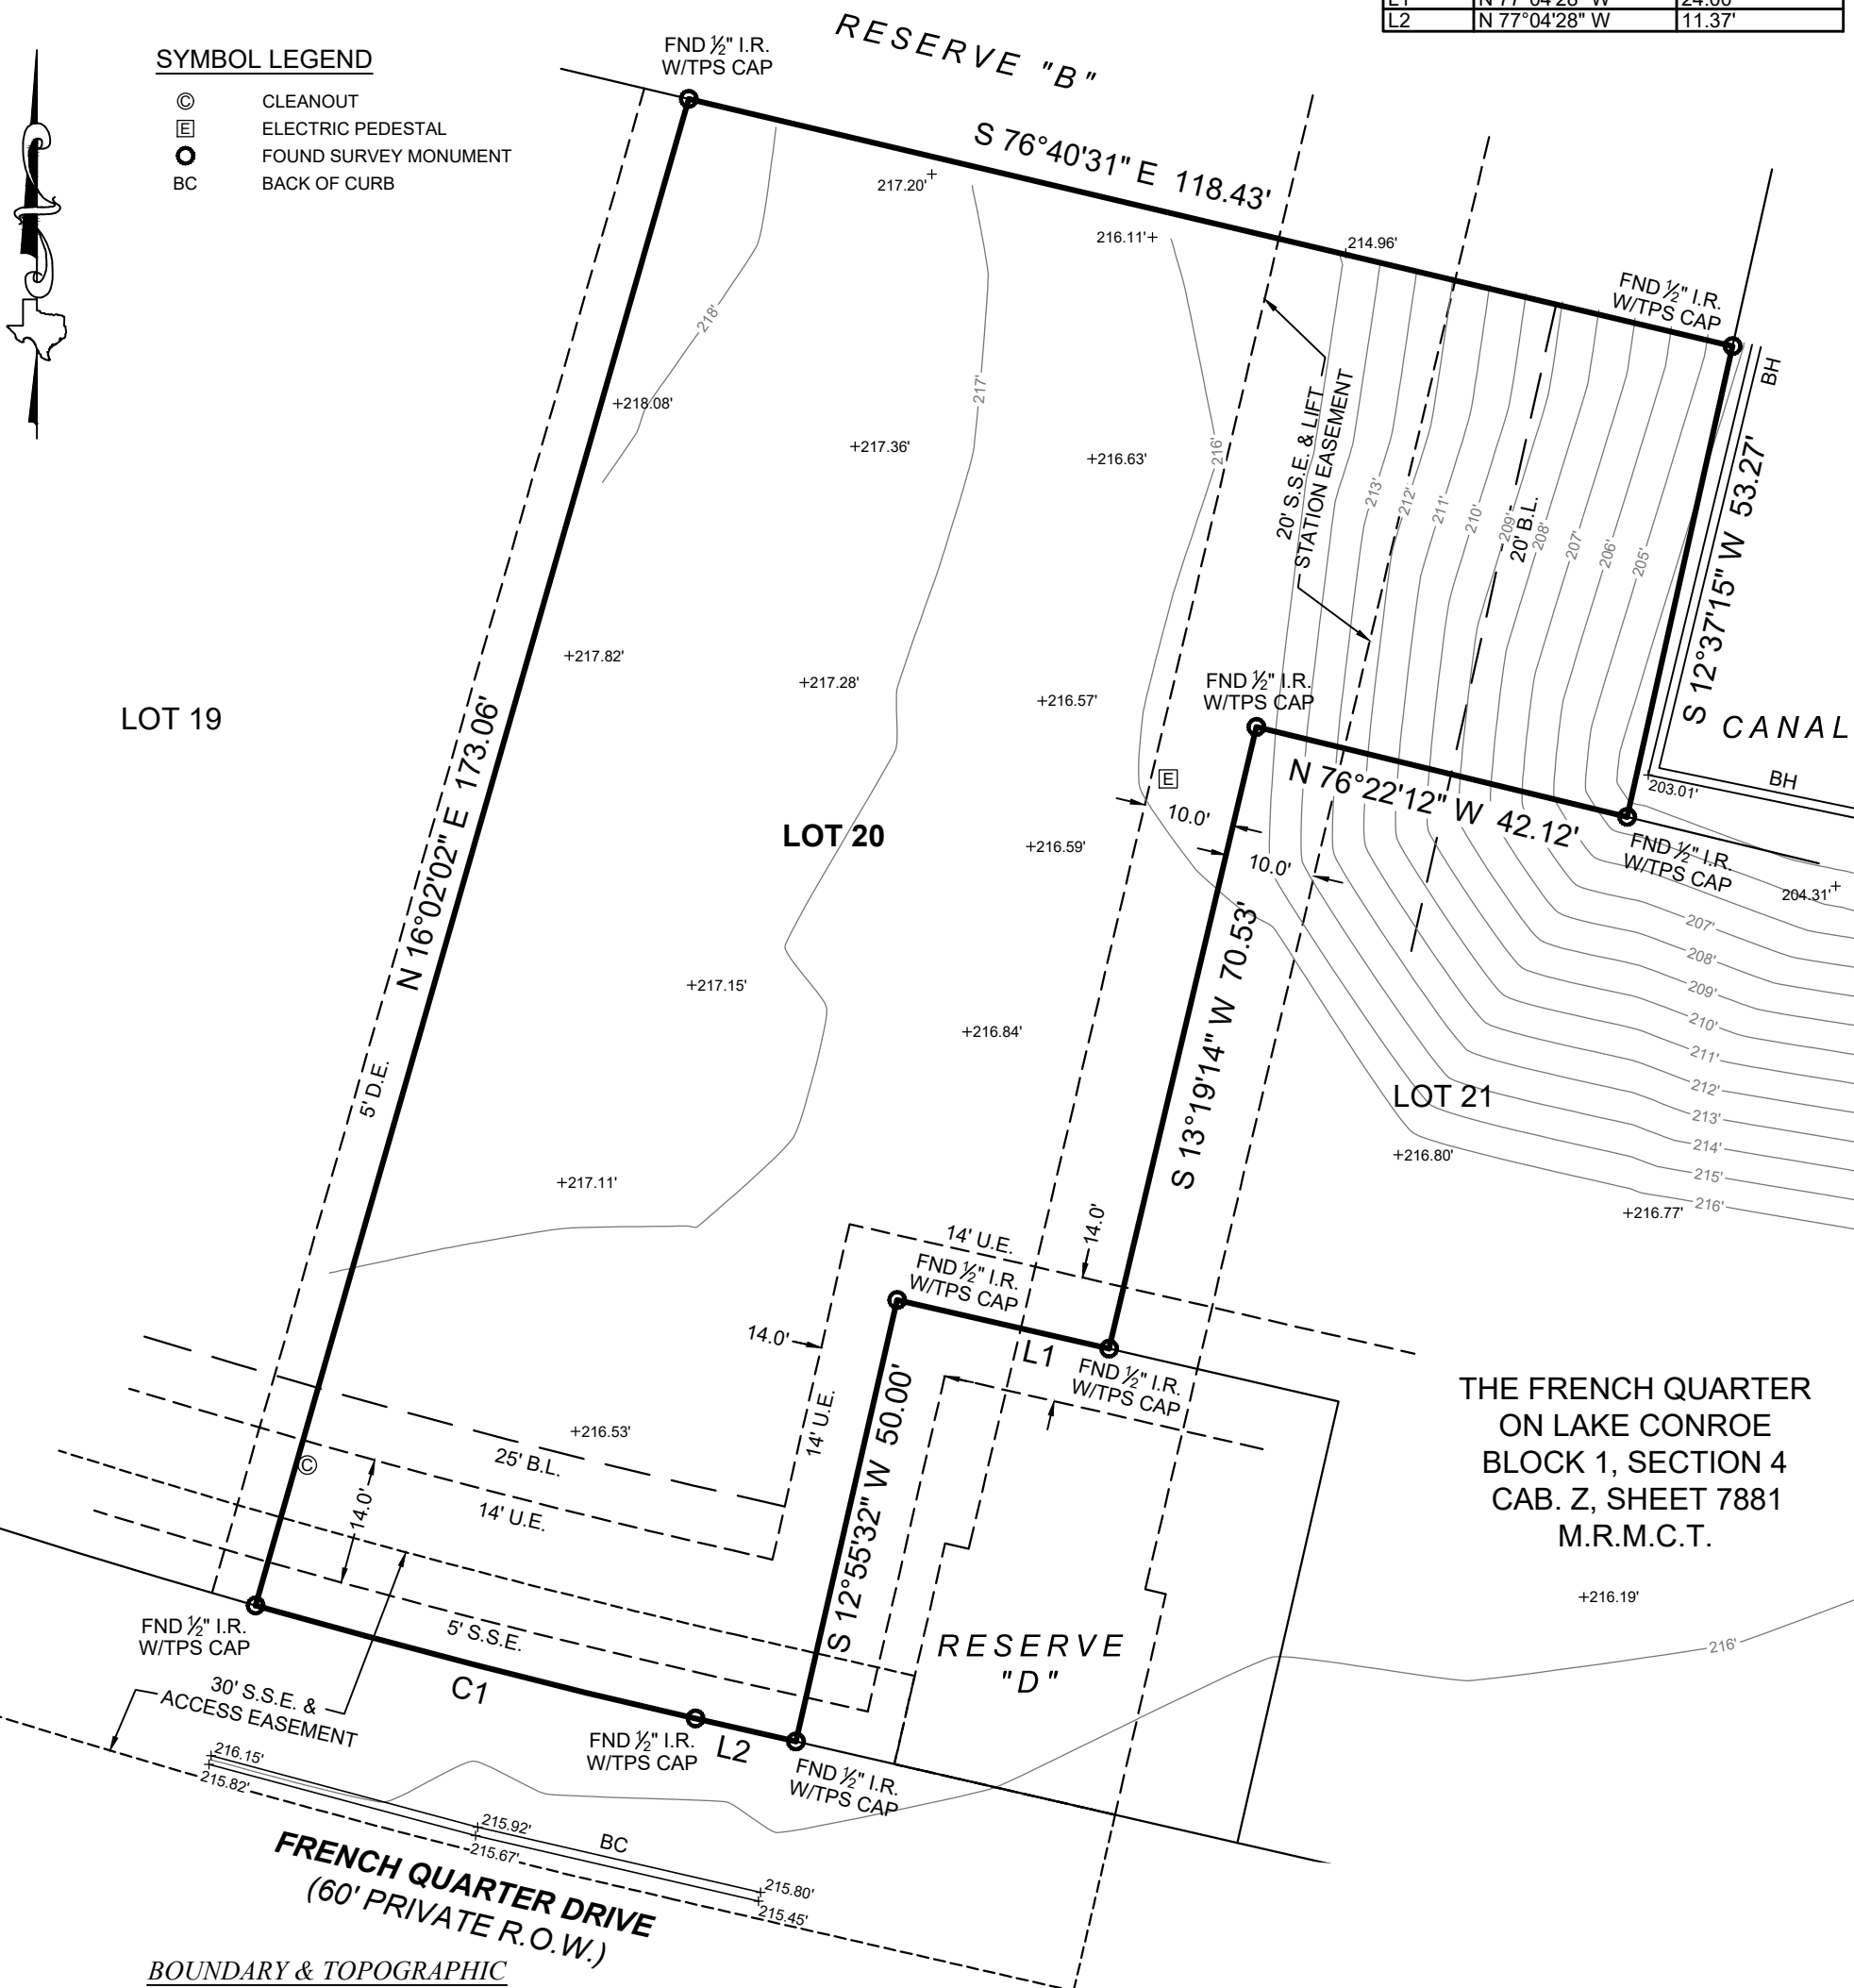 L1 N 77°04'28" W 24.00'
L2 N 77°04'28" W 11.37'
SYMBOL LEGEND
© CLEANOUT
E ELECTRIC PEDESTAL
FOUND SURVEY MONUMENT
BC BACK OF CURB
FND ½" I.R.
W/TPS CAP
RESERVE "B"
S 76°40'31" E 118.43'
217.20'+
216.11'+
214.96'
FND ½" I.R.
W/TPS CAP
BH
218'
217'
216'
+218.08'
+217.36'
+216.63'
20' S.S.E. & LIFT
STATION EASEMENT
213'
212'
211'
210'
209'
208'
207'
206'
205'
20' B.L.
S 12°37'15" W 53.27'
CANAL
BH
203.01'
+217.82'
+217.28'
+216.57'
LOT 19
N 16°02'02" E 173.06'
FND ½" I.R.
W/TPS CAP
E
10.0'
10.0'
N 76°22'12" W 42.12'
FND ½" I.R.
W/TPS CAP
204.31'+
LOT 20
+216.59'
+217.15'
+216.84'
S 13°19'14" W 70.53'
207'
208'
209'
210'
211'
212'
213'
214'
215'
216'
LOT 21
+216.80'
+216.77'
5' D.E.
+217.11'
14' U.E.
14.0'
FND ½" I.R.
W/TPS CAP
14.0'
L1
FND ½" I.R.
W/TPS CAP
14' U.E.
S 12°55'32" W 50.00'
+216.53'
25' B.L.
©
14' U.E.
14.0'
5' S.S.E.
THE FRENCH QUARTER
ON LAKE CONROE
BLOCK 1, SECTION 4
CAB. Z, SHEET 7881
M.R.M.C.T.
+216.19'
216'
RESERVE
"D"
FND ½" I.R.
W/TPS CAP
30' S.S.E. &
ACCESS EASEMENT
C1
FND ½" I.R.
W/TPS CAP
L2
FND ½" I.R.
W/TPS CAP
216.15'
215.82'
215.92'
215.67'
BC
215.80'
215.45'
FRENCH QUARTER DRIVE
(60' PRIVATE R.O.W.)
BOUNDARY & TOPOGRAPHIC